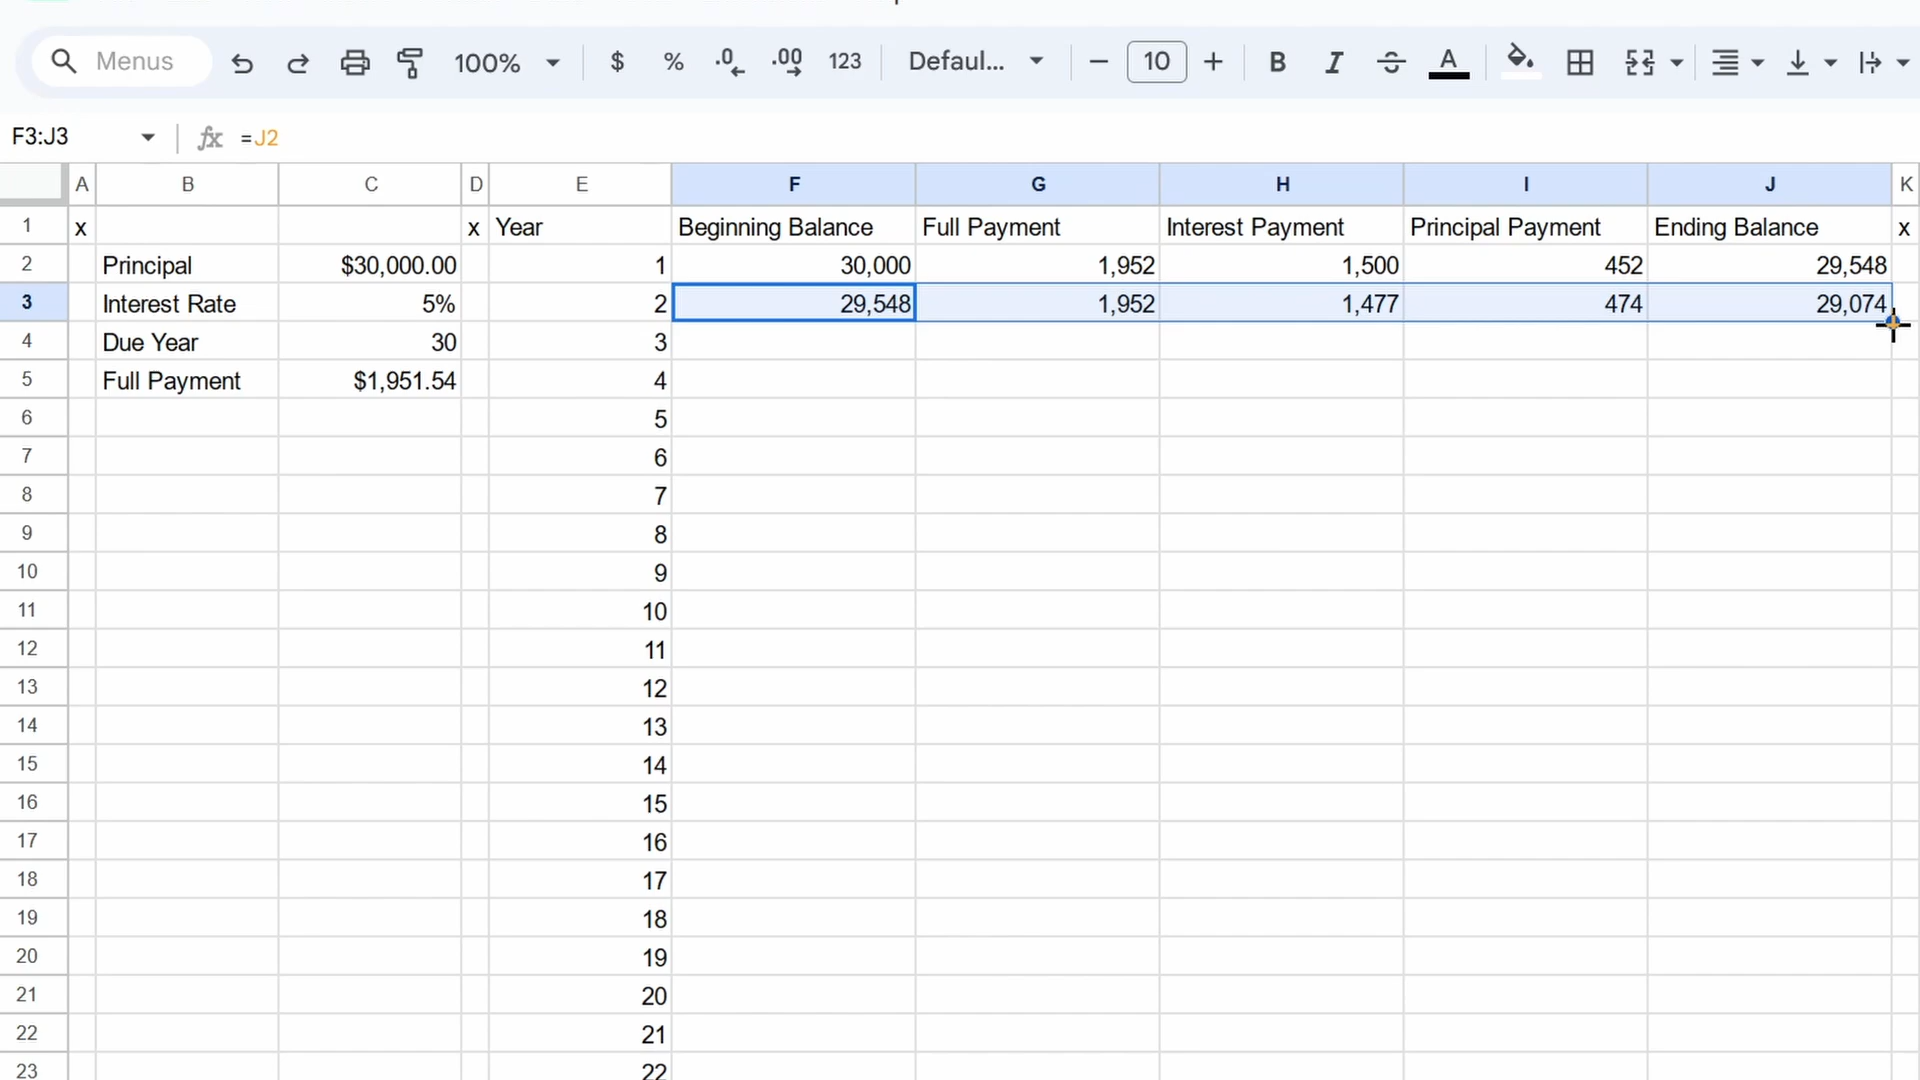 Menus 100% $ % .0 .00 123 Defaul... 10 B I A
F3:J3 fx =J2
A B C D E F G H I J K
1 x x Year Beginning Balance Full Payment Interest Payment Principal Payment Ending Balance x
2 Principal $30,000.00 1 30,000 1,952 1,500 452 29,548
3 Interest Rate 5% 2 29,548 1,952 1,477 474 29,074
4 Due Year 30 3
5 Full Payment $1,951.54 4
6 5
7 6
8 7
9 8
10 9
11 10
12 11
13 12
14 13
15 14
16 15
17 16
18 17
19 18
20 19
21 20
22 21
23 22